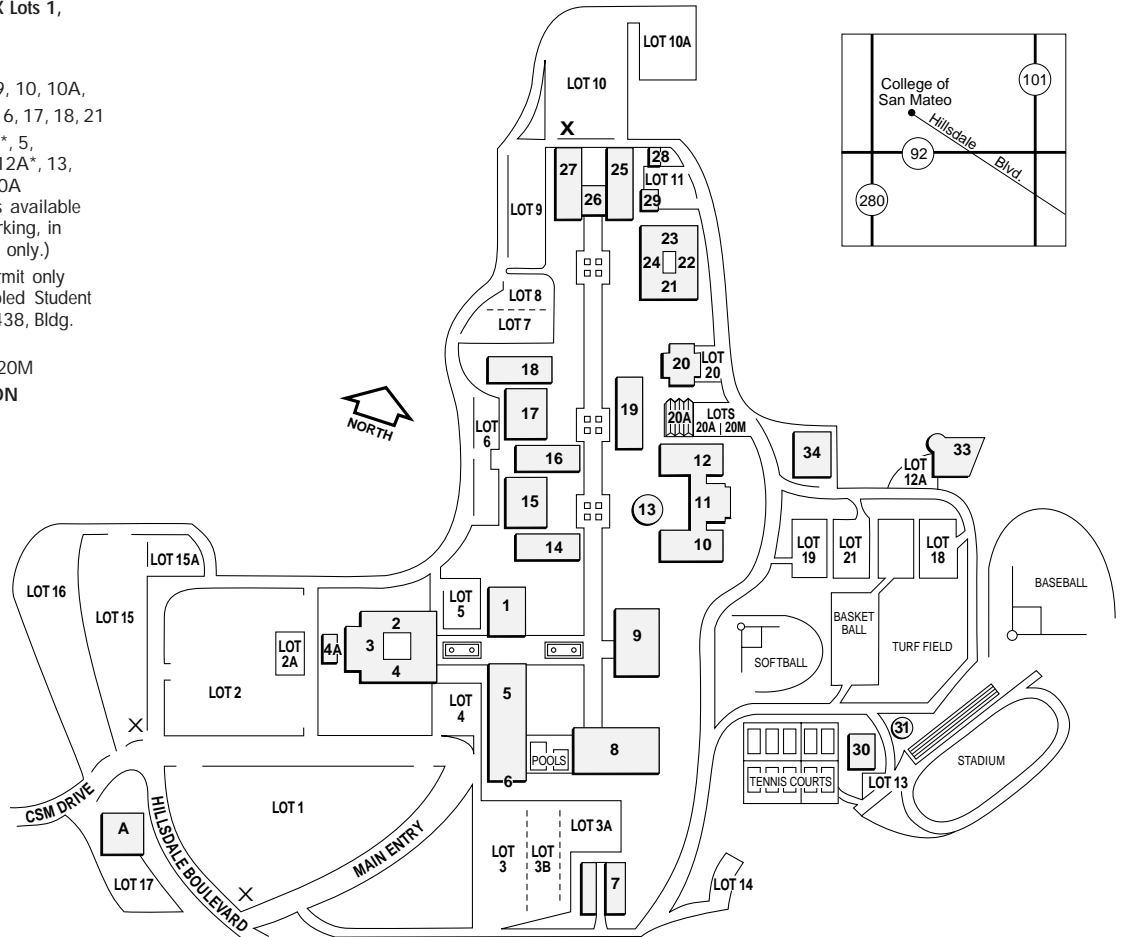 X Lots 1,
9, 10, 10A,
6, 17, 18, 21
*, 5,
12A*, 13,
0A
s available
rking, in
only.)
rmit only
led Student
438, Bldg.
20M
ON
LOT 10A
LOT 10
X
27
25
26
28
LOT 11
29
LOT 9
23
24
22
21
LOT 8
LOT 7
18
20
LOT
20
NORTH
17
19
20A
LOTS
20A | 20M
LOT
6
16
12
34
LOT
12A
33
15
13
11
14
10
LOT
19
LOT
21
LOT
18
BASEBALL
LOT 16
LOT 15
LOT 15A
LOT
5
1
2
3
4
4A
LOT
2A
9
BASKET
BALL
TURF FIELD
SOFTBALL
LOT 2
LOT
4
5
6
8
POOLS
X
30
31
STADIUM
TENNIS COURTS
LOT 13
CSM DRIVE
A
LOT 17
HILLSDALE BOULEVARD
LOT 1
MAIN ENTRY
X
LOT
3
LOT
3B
LOT 3A
7
LOT 14
College of
San Mateo
101
Hillsdale
Blvd.
92
280